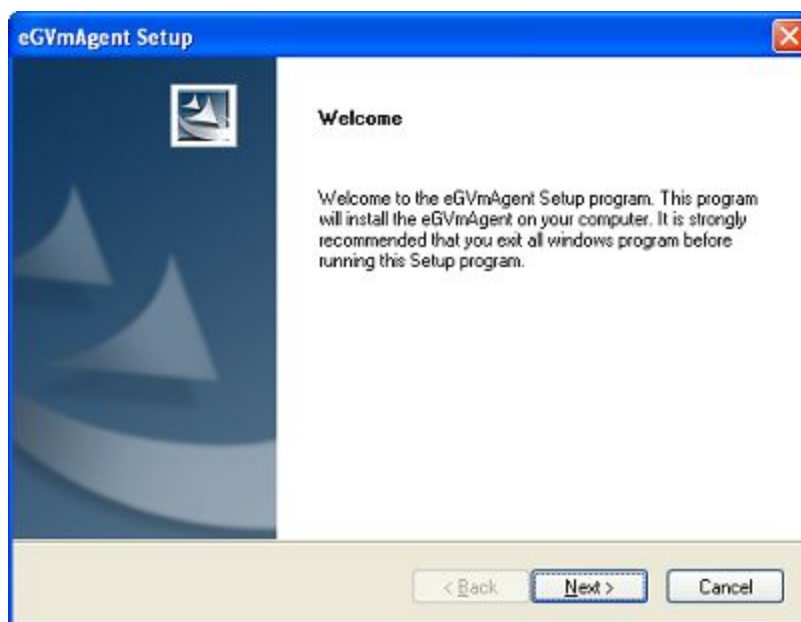 eGVmAgent Setup
Welcome
Welcome to the eGVmAgent Setup program. This program
will install the eGVmAgent on your computer. It is strongly
recommended that you exit all windows program before
running this Setup program.
< Back Next > Cancel